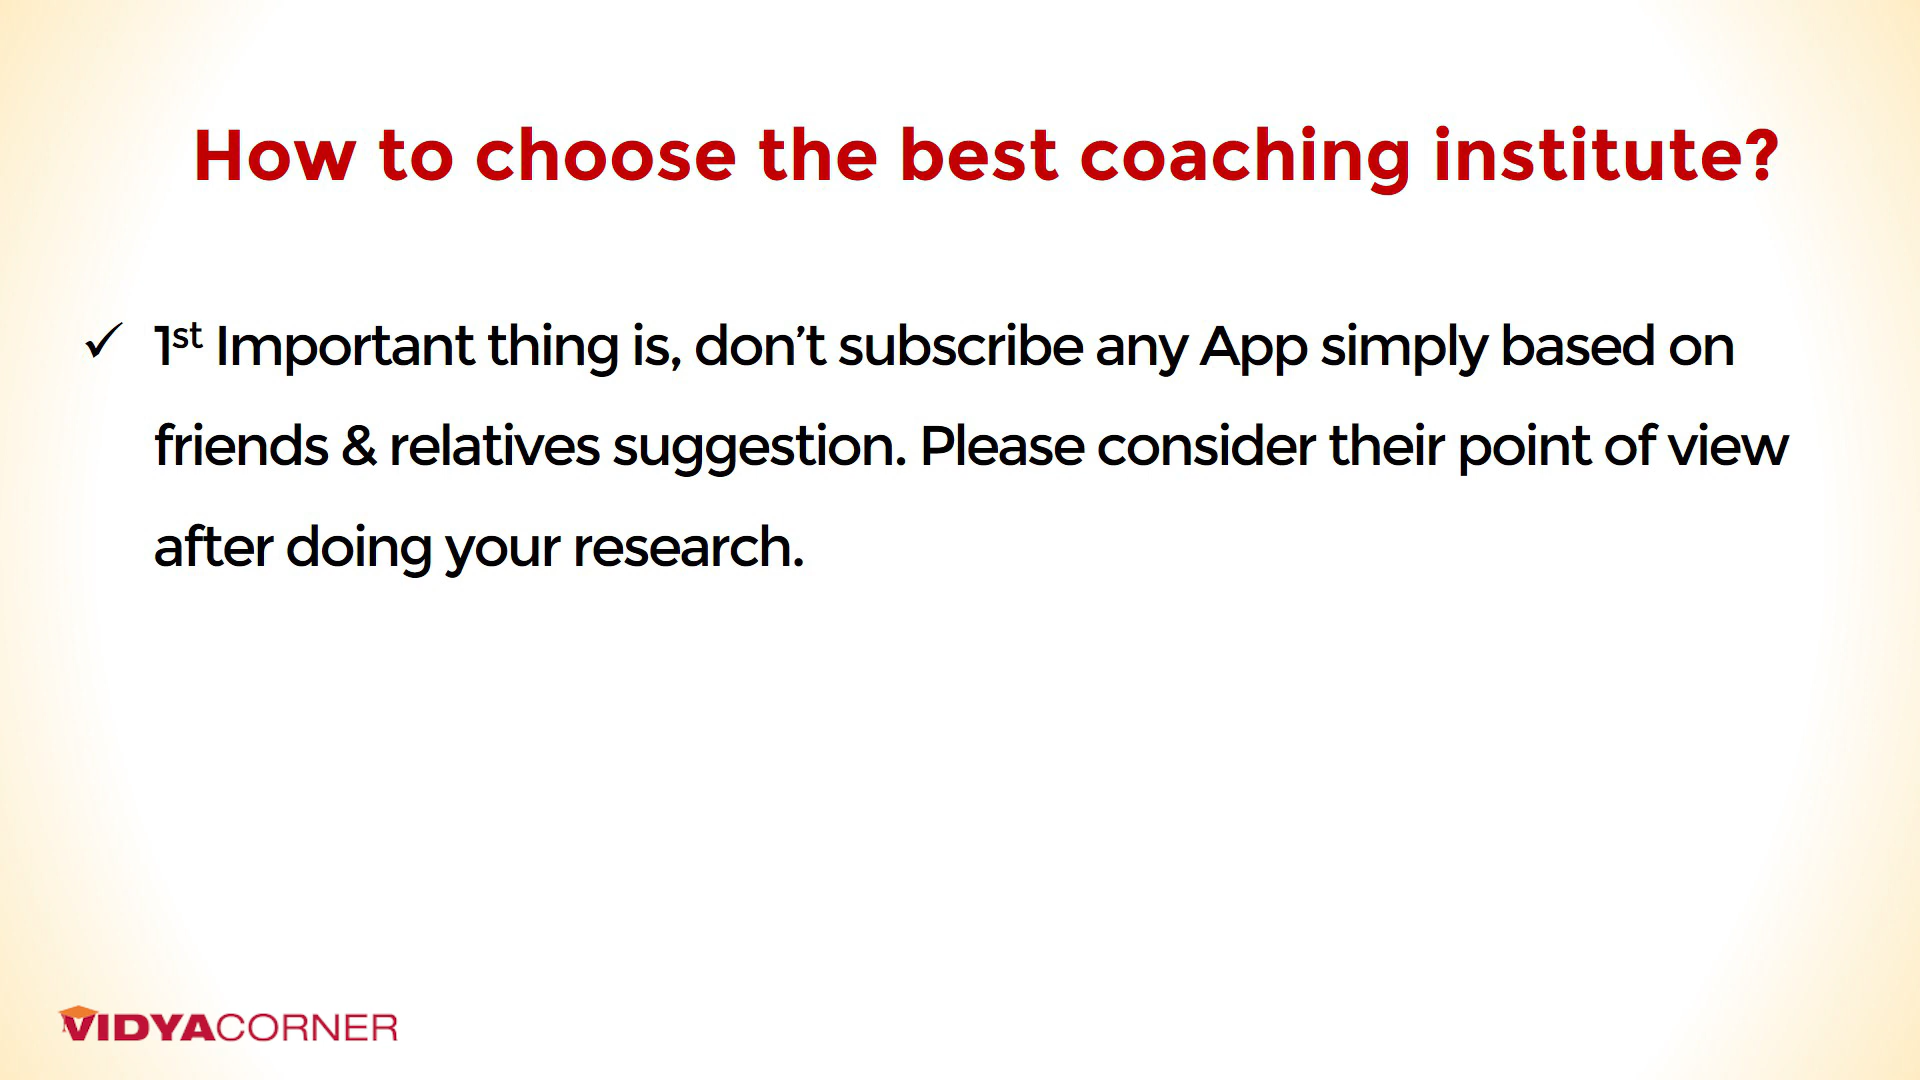 How to choose the best coaching institute?
✓ 1st Important thing is, don’t subscribe any App simply based on
friends & relatives suggestion. Please consider their point of view
after doing your research.
VIDYACORNER